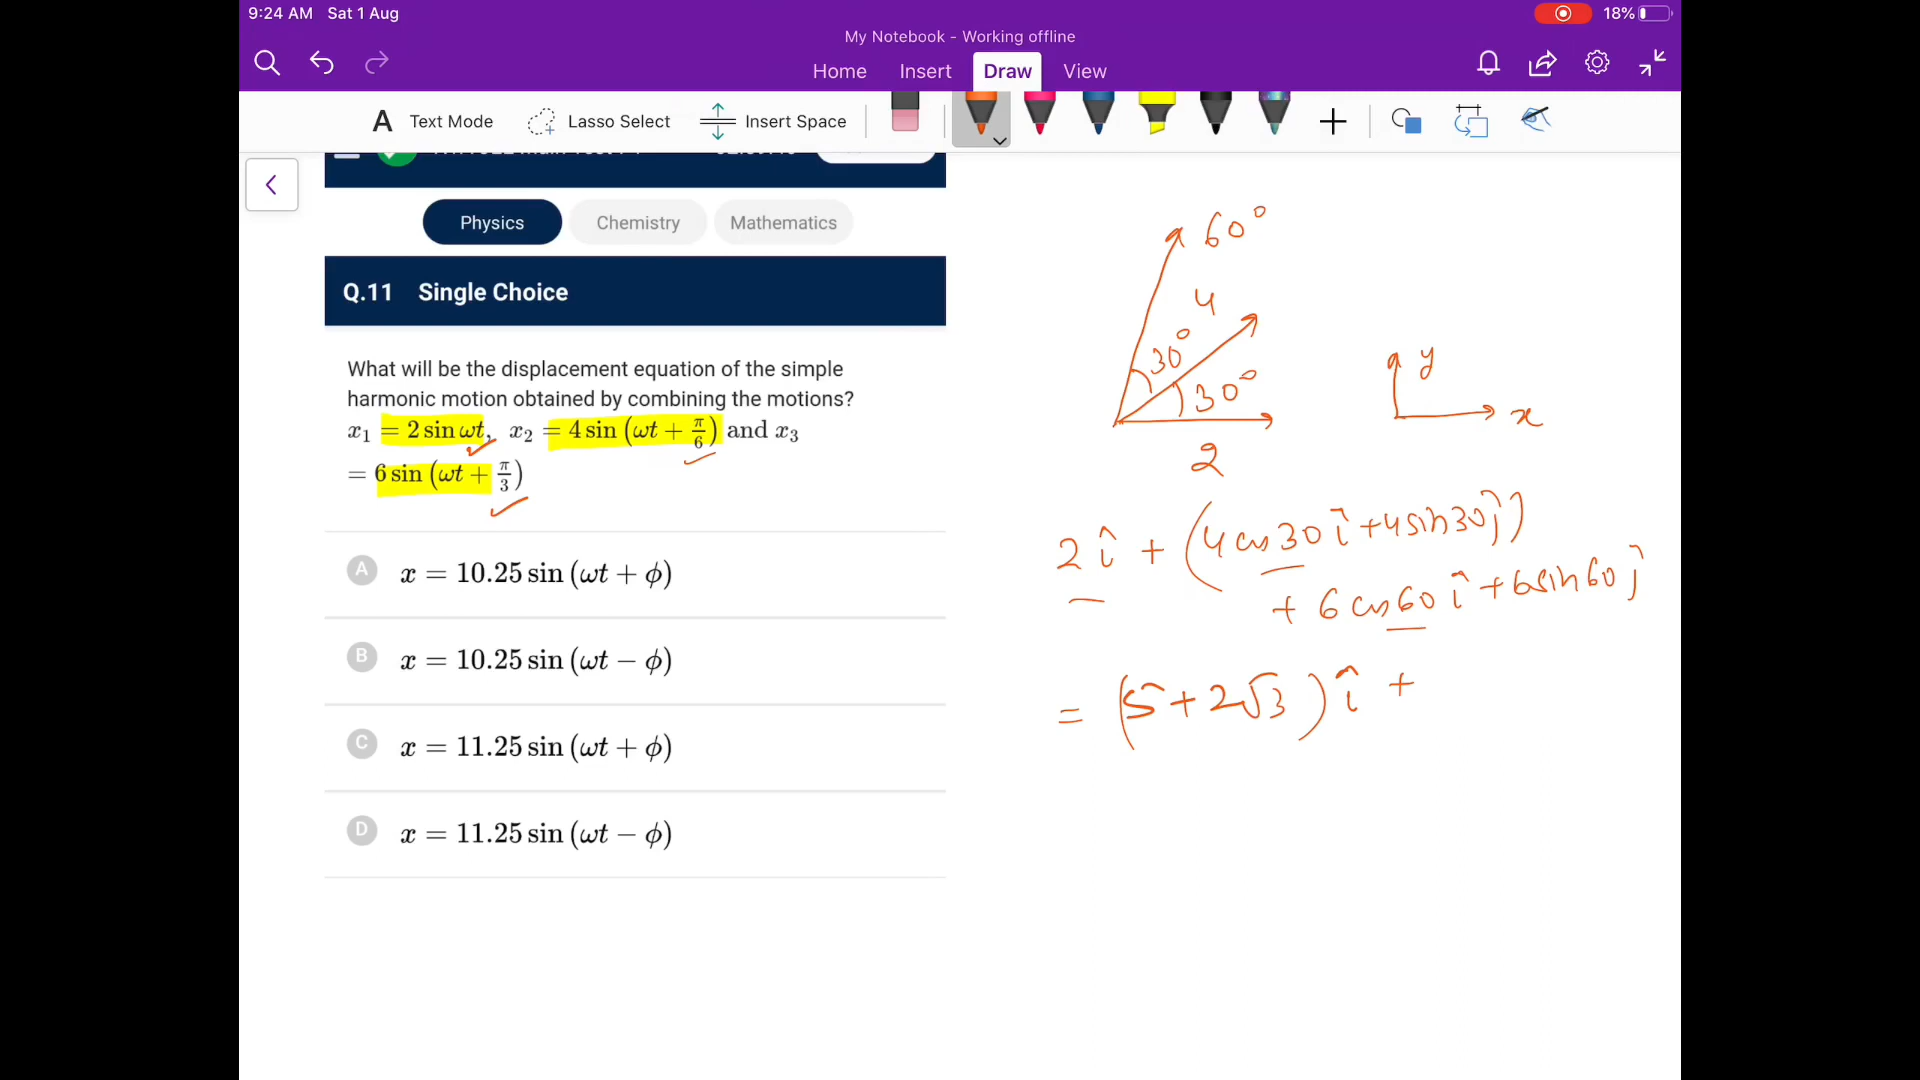 9:24 AM Sat 1 Aug
18%
My Notebook - Working offline
Home Insert Draw View
A Text Mode Lasso Select Insert Space
Physics Chemistry Mathematics
Q.11 Single Choice
What will be the displacement equation of the simple
harmonic motion obtained by combining the motions?
x₁ = 2 sin ωt, x₂ = 4 sin (ωt + π/6) and x₃
= 6 sin (ωt + π/3)
A x = 10.25 sin (ωt + ϕ)
B x = 10.25 sin (ωt − ϕ)
C x = 11.25 sin (ωt + ϕ)
D x = 11.25 sin (ωt − ϕ)
60°
4
30°
30°
2
y
x
2î + (4cos30î + 4sin30ĵ)
+ 6cos60î + 6sin60ĵ
= (5 + 2√3)î +